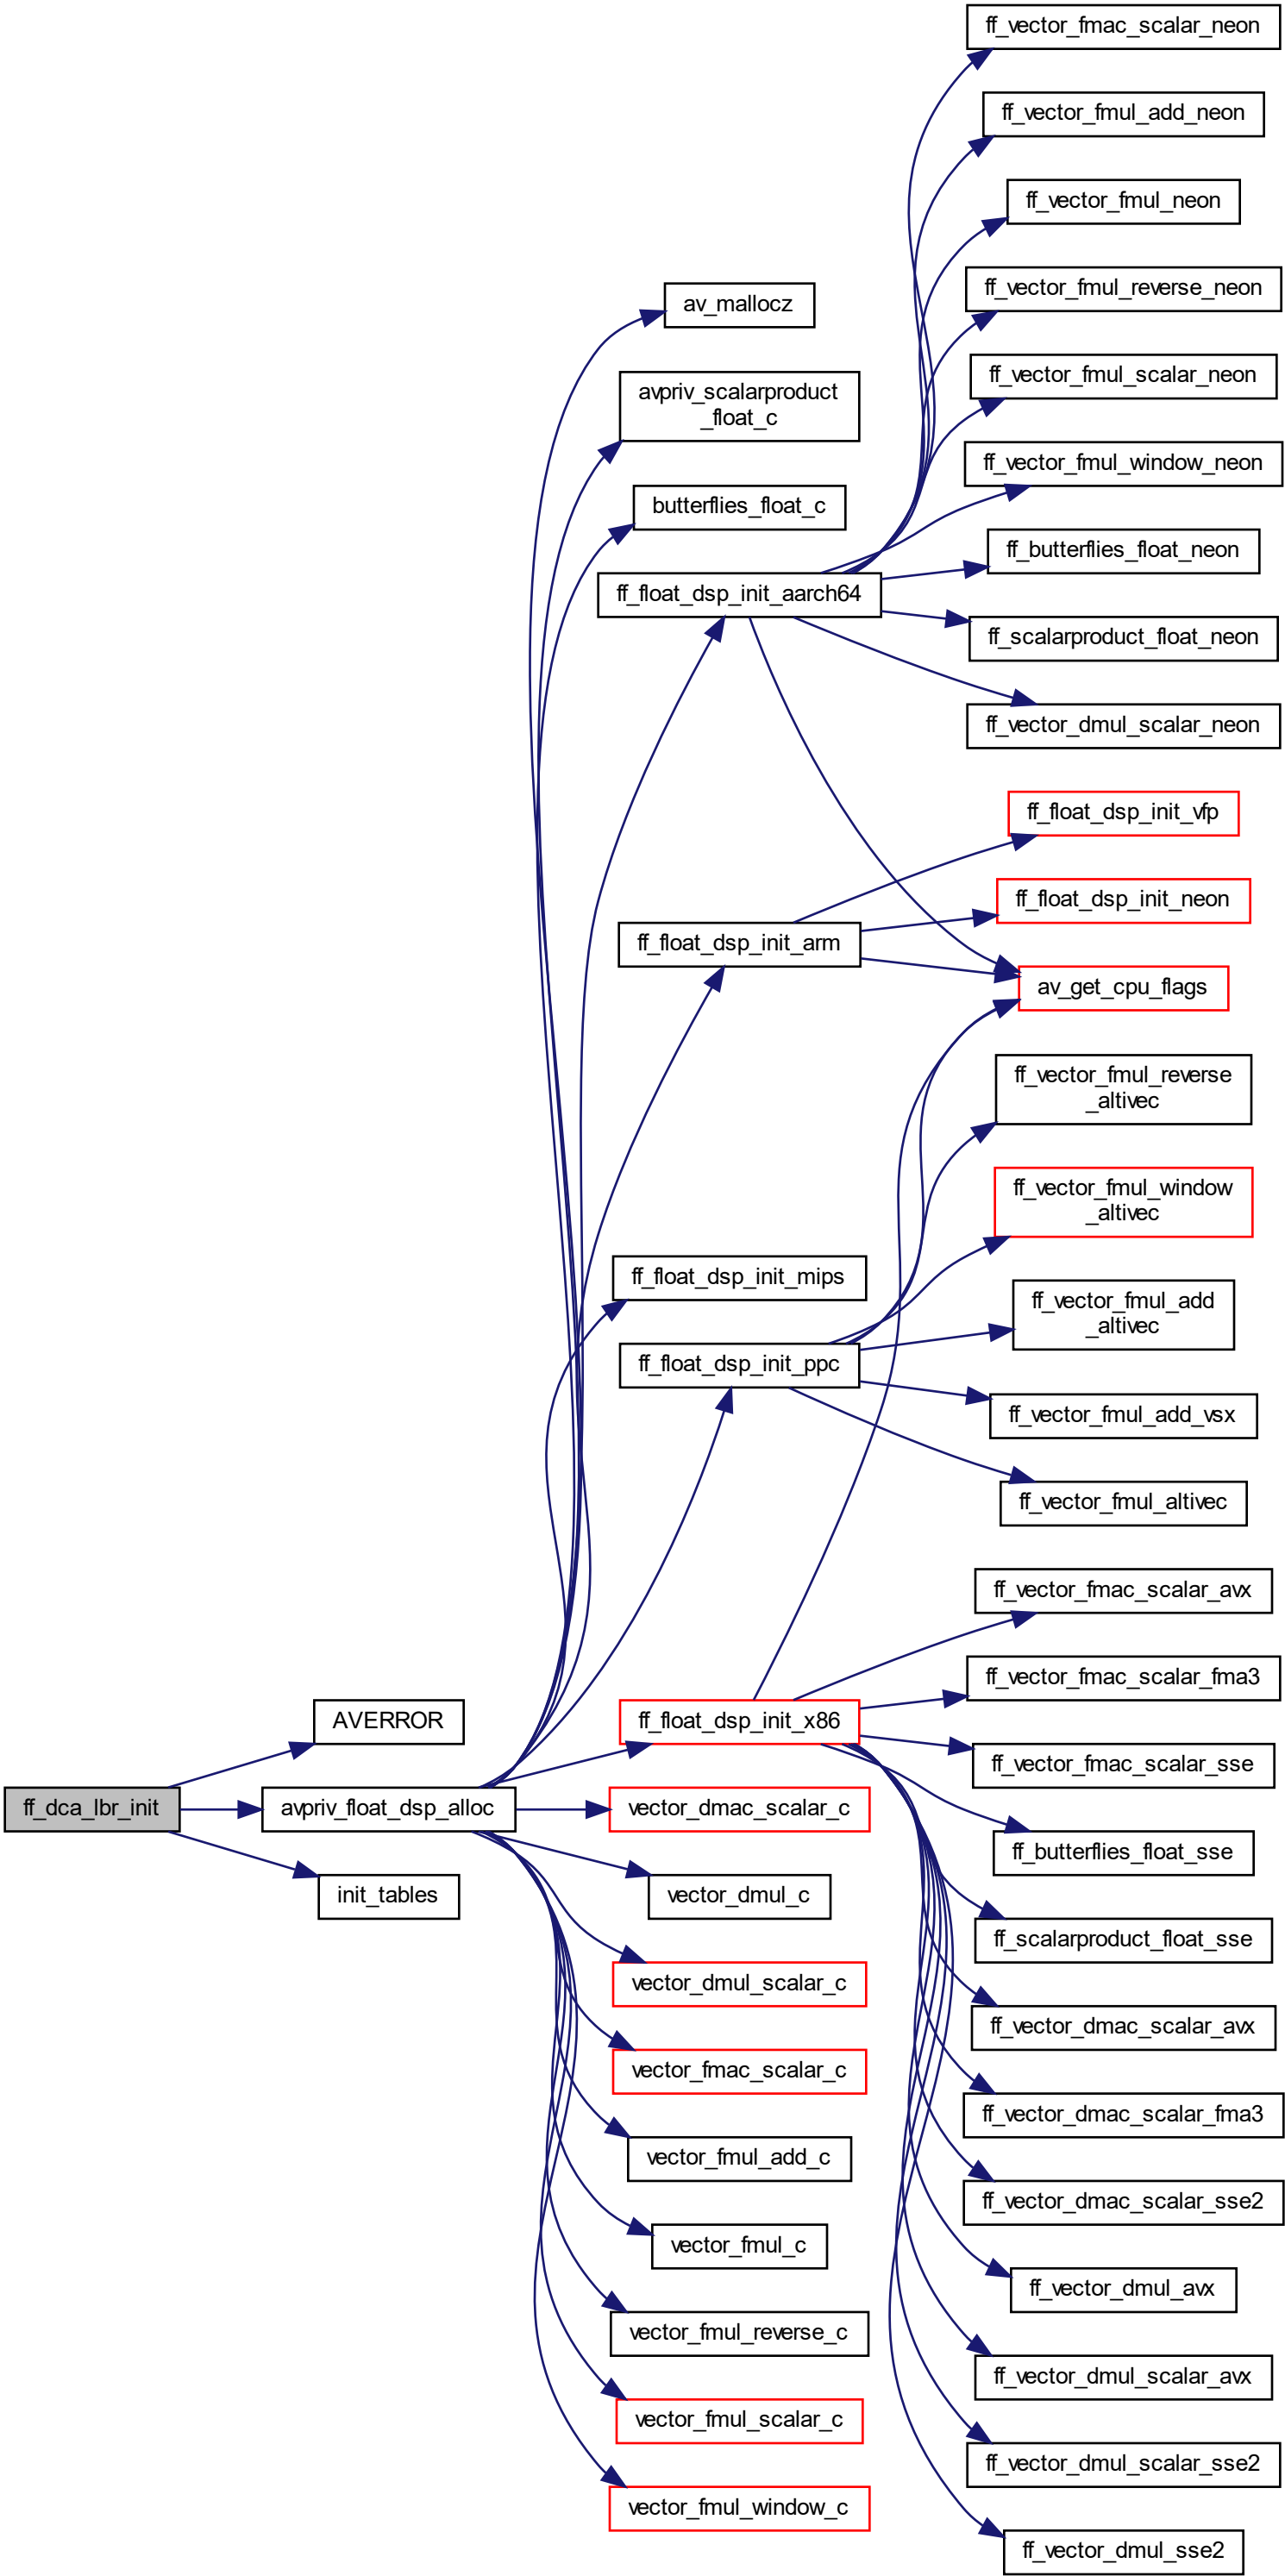 ff_vector_fmac_scalar_neon
ff_vector_fmul_add_neon
ff_vector_fmul_neon
ff_vector_fmul_reverse_neon
av_mallocz
ff_vector_fmul_scalar_neon
avpriv_scalarproduct
_float_c
ff_vector_fmul_window_neon
butterflies_float_c
ff_butterflies_float_neon
ff_float_dsp_init_aarch64
ff_scalarproduct_float_neon
ff_vector_dmul_scalar_neon
ff_float_dsp_init_vfp
ff_float_dsp_init_neon
ff_float_dsp_init_arm
av_get_cpu_flags
ff_vector_fmul_reverse
_altivec
ff_vector_fmul_window
_altivec
ff_float_dsp_init_mips
ff_vector_fmul_add
_altivec
ff_float_dsp_init_ppc
ff_vector_fmul_add_vsx
ff_vector_fmul_altivec
ff_vector_fmac_scalar_avx
ff_vector_fmac_scalar_fma3
AVERROR
ff_float_dsp_init_x86
ff_vector_fmac_scalar_sse
ff_dca_lbr_init
avpriv_float_dsp_alloc
vector_dmac_scalar_c
ff_butterflies_float_sse
init_tables
vector_dmul_c
ff_scalarproduct_float_sse
vector_dmul_scalar_c
ff_vector_dmac_scalar_avx
vector_fmac_scalar_c
ff_vector_dmac_scalar_fma3
vector_fmul_add_c
ff_vector_dmac_scalar_sse2
vector_fmul_c
ff_vector_dmul_avx
vector_fmul_reverse_c
ff_vector_dmul_scalar_avx
vector_fmul_scalar_c
ff_vector_dmul_scalar_sse2
vector_fmul_window_c
ff_vector_dmul_sse2